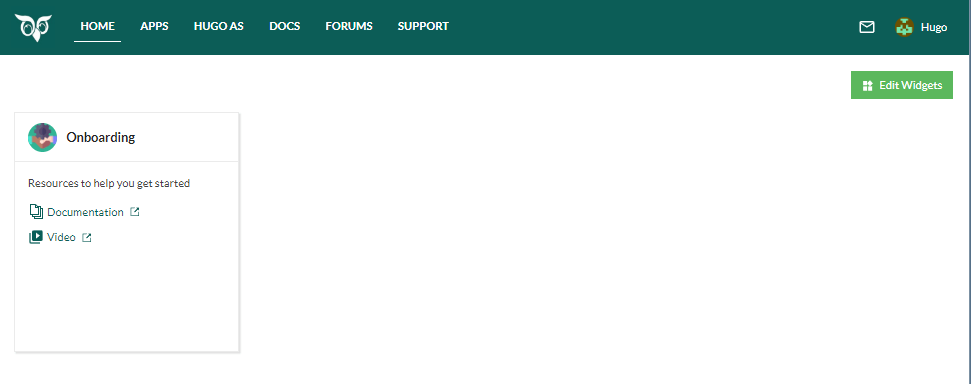 HOME APPS HUGO AS DOCS FORUMS SUPPORT Hugo
Edit Widgets
Onboarding
Resources to help you get started
Documentation
Video